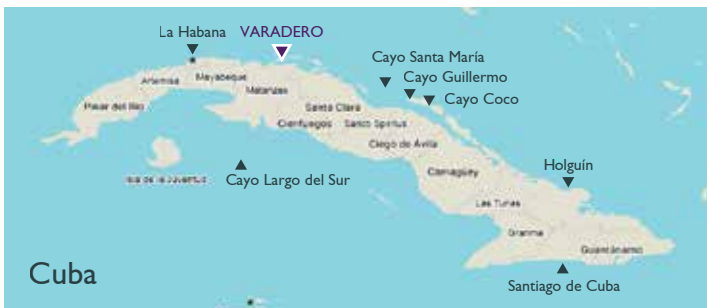 La Habana
VARADERO
Cayo Santa María
Cayo Guillermo
Cayo Coco
Artemisa
Mayabeque
Matanzas
Pinar del Rio
Santa Clara
Cienfuegos
Sancti Spiritus
Ciego de Ávila
Isla de la Juventud
Cayo Largo del Sur
Camagüey
Holguín
Las Tunas
Granma
Guantánamo
Cuba
Santiago de Cuba